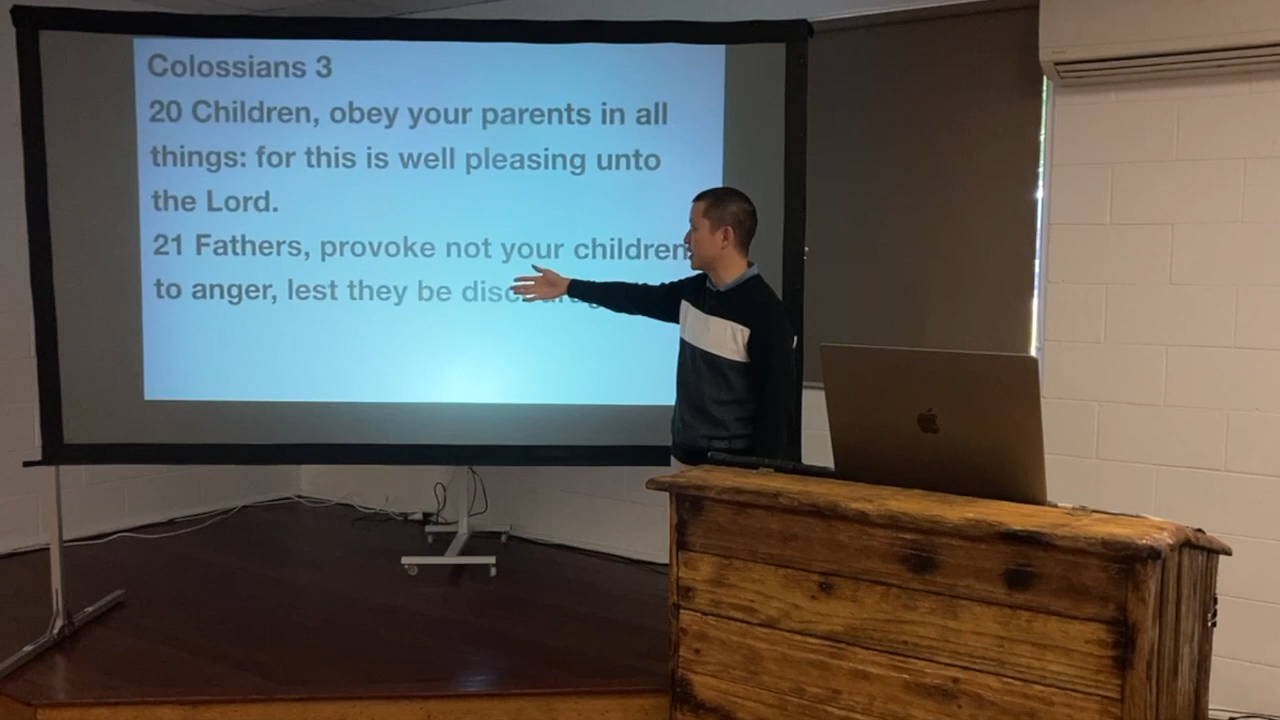 Colossians 3
20 Children, obey your parents in all
things: for this is well pleasing unto
the Lord.
21 Fathers, provoke not your children
to anger, lest they be